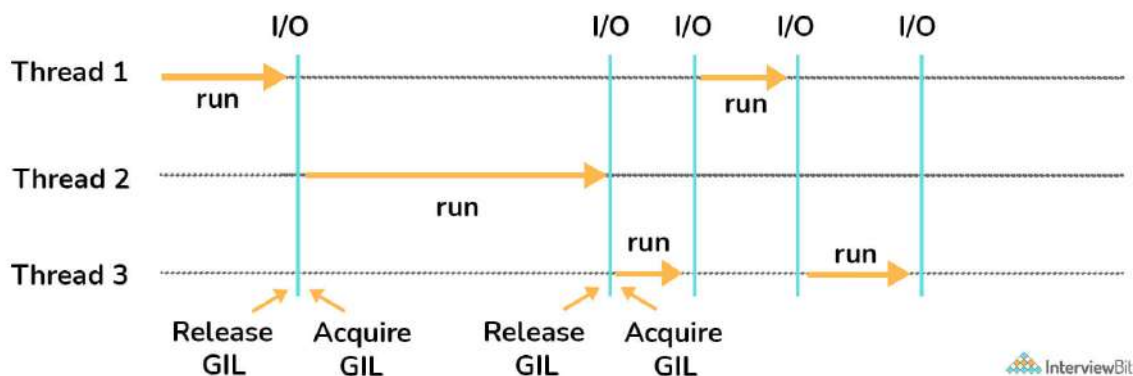 I/O I/O I/O I/O I/O
Thread 1
run run
Thread 2
run
run run
Thread 3
Release Acquire Release Acquire
GIL GIL GIL GIL
InterviewBit